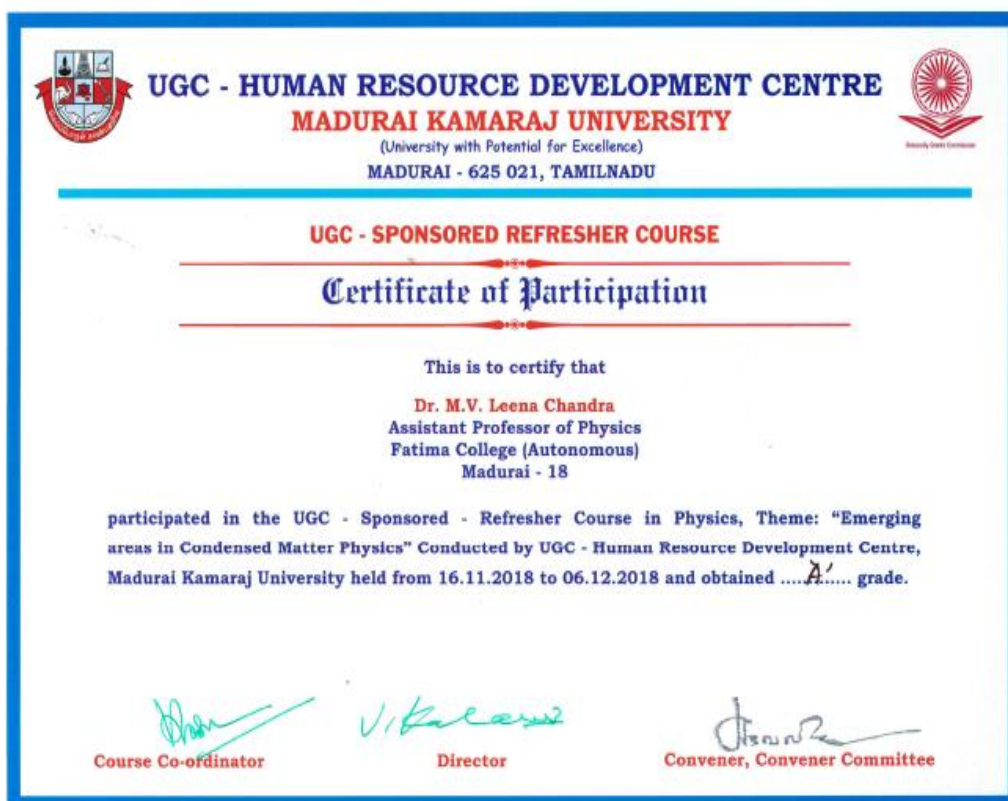 UGC - HUMAN RESOURCE DEVELOPMENT CENTRE
MADURAI KAMARAJ UNIVERSITY
(University with Potential for Excellence)
MADURAI - 625 021, TAMILNADU
University Grants Commission
UGC - SPONSORED REFRESHER COURSE
Certificate of Participation
This is to certify that
Dr. M.V. Leena Chandra
Assistant Professor of Physics
Fatima College (Autonomous)
Madurai - 18
participated in the UGC - Sponsored - Refresher Course in Physics, Theme: “Emerging
areas in Condensed Matter Physics” Conducted by UGC - Human Resource Development Centre,
Madurai Kamaraj University held from 16.11.2018 to 06.12.2018 and obtained .....'A'..... grade.
Course Co-ordinator
Director
Convener, Convener Committee